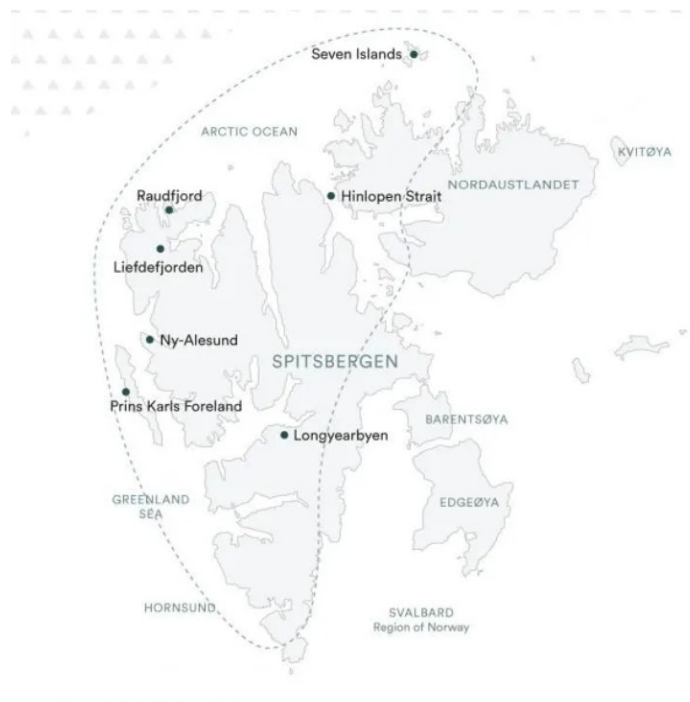 Seven Islands
ARCTIC OCEAN
KVITØYA
NORDAUSTLANDET
Raudfjord
Hinlopen Strait
Liefdefjorden
Ny-Alesund
SPITSBERGEN
Prins Karls Foreland
BARENTSØYA
Longyearbyen
GREENLAND
SEA
EDGEØYA
HORNSUND
SVALBARD
Region of Norway